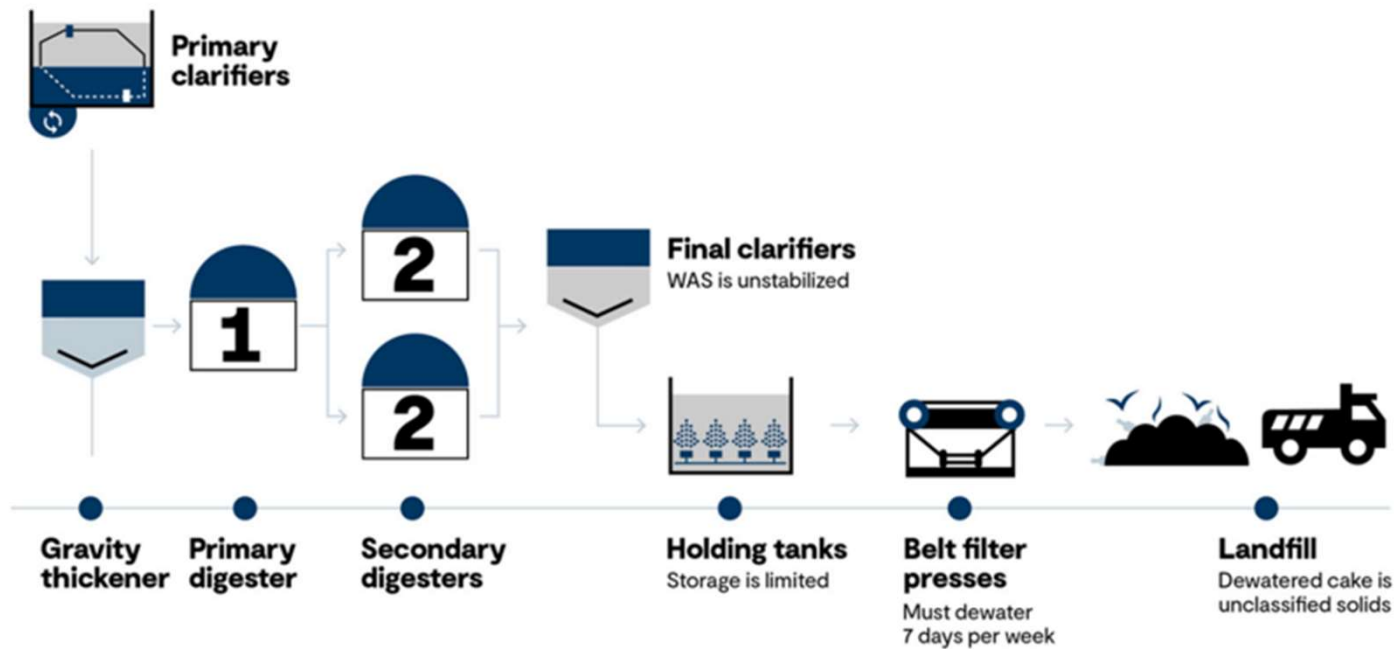 Primary
clarifiers
1
2
2
Final clarifiers
WAS is unstabilized
Gravity
thickener
Primary
digester
Secondary
digesters
Holding tanks
Storage is limited
Belt filter
presses
Must dewater
7 days per week
Landfill
Dewatered cake is
unclassified solids